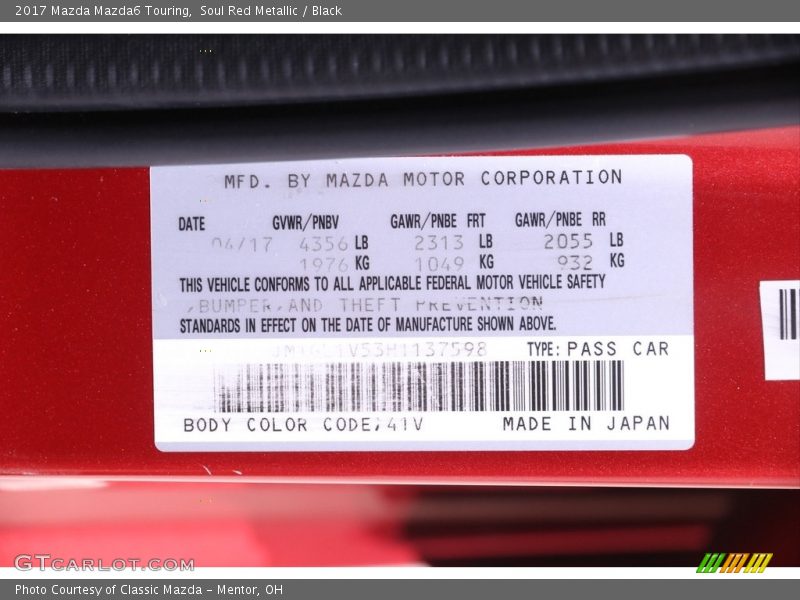 2017 Mazda Mazda6 Touring, Soul Red Metallic / Black
MFD. BY MAZDA MOTOR CORPORATION
DATE GVWR/PNBV GAWR/PNBE FRT GAWR/PNBE RR
04/17 4356 LB 2313 LB 2055 LB
1976 KG 1049 KG 932 KG
THIS VEHICLE CONFORMS TO ALL APPLICABLE FEDERAL MOTOR VEHICLE SAFETY
,BUMPER,AND THEFT PREVENTION
STANDARDS IN EFFECT ON THE DATE OF MANUFACTURE SHOWN ABOVE.
TYPE: PASS CAR
BODY COLOR CODE;41V MADE IN JAPAN
GTCARLOT.COM
Photo Courtesy of Classic Mazda - Mentor, OH